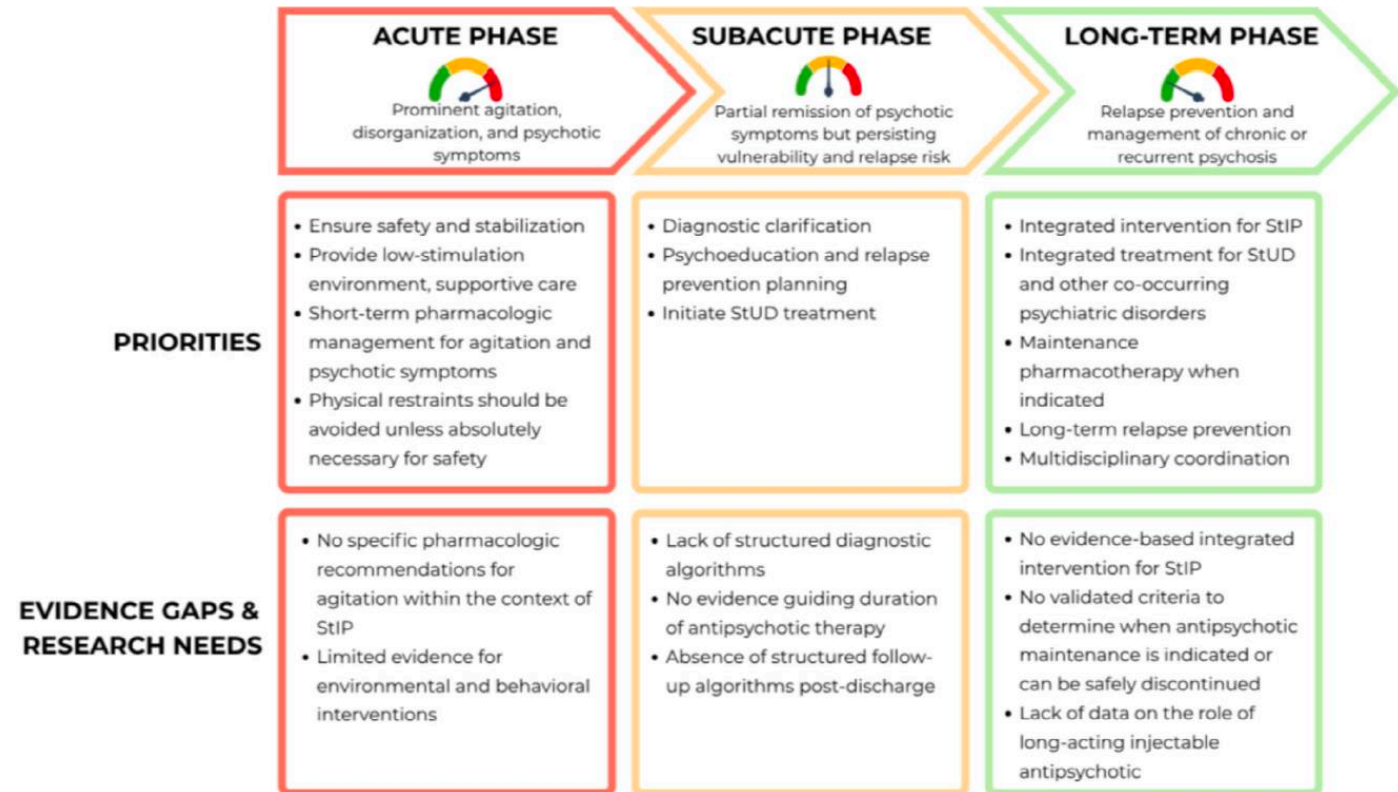 ACUTE PHASE
Prominent agitation,
disorganization, and psychotic
symptoms
SUBACUTE PHASE
Partial remission of psychotic
symptoms but persisting
vulnerability and relapse risk
LONG-TERM PHASE
Relapse prevention and
management of chronic or
recurrent psychosis
PRIORITIES
• Ensure safety and stabilization
• Provide low-stimulation
environment, supportive care
• Short-term pharmacologic
management for agitation and
psychotic symptoms
• Physical restraints should be
avoided unless absolutely
necessary for safety
• Diagnostic clarification
• Psychoeducation and relapse
prevention planning
• Initiate StUD treatment
• Integrated intervention for StIP
• Integrated treatment for StUD
and other co-occurring
psychiatric disorders
• Maintenance
pharmacotherapy when
indicated
• Long-term relapse prevention
• Multidisciplinary coordination
EVIDENCE GAPS &
RESEARCH NEEDS
• No specific pharmacologic
recommendations for
agitation within the context of
StIP
• Limited evidence for
environmental and behavioral
interventions
• Lack of structured diagnostic
algorithms
• No evidence guiding duration
of antipsychotic therapy
• Absence of structured follow-
up algorithms post-discharge
• No evidence-based integrated
intervention for StIP
• No validated criteria to
determine when antipsychotic
maintenance is indicated or
can be safely discontinued
• Lack of data on the role of
long-acting injectable
antipsychotic